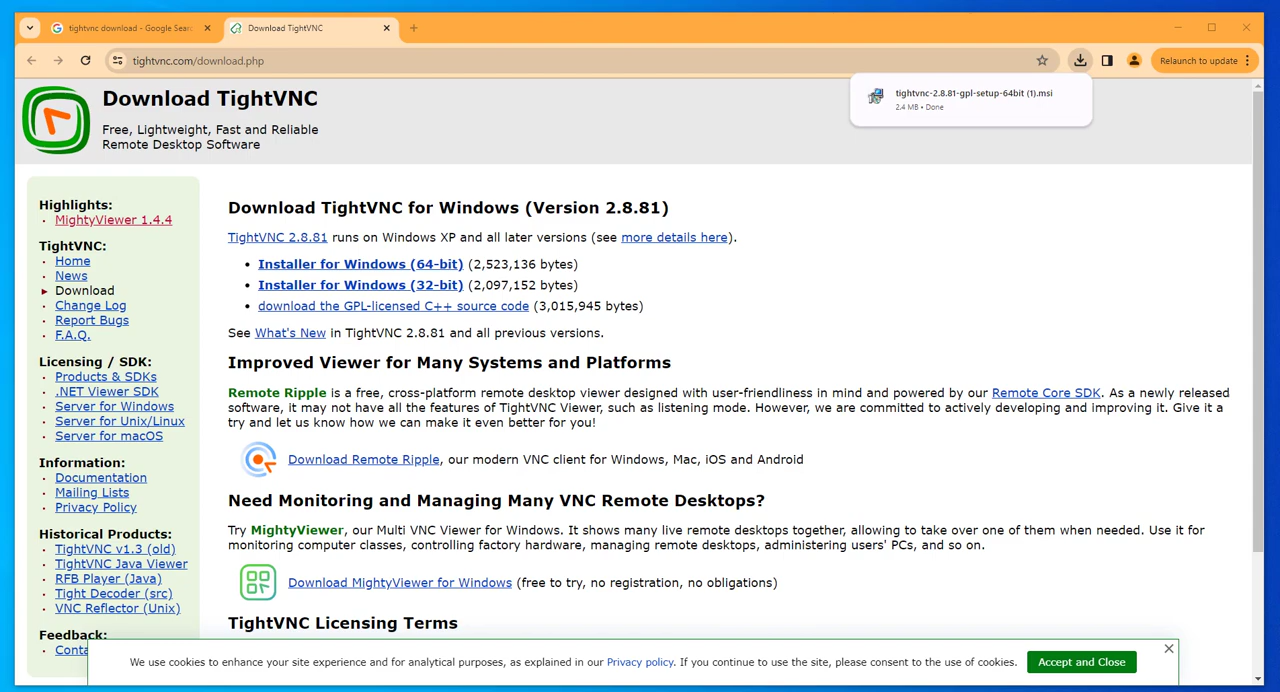 tightvnc download - Google Sear
Download TightVNC
tightvnc.com/download.php
Relaunch to update
tightvnc-2.8.81-gpl-setup-64bit (1).msi
2.4 MB • Done
Download TightVNC
Free, Lightweight, Fast and Reliable
Remote Desktop Software
Highlights:
MightyViewer 1.4.4
TightVNC:
Home
News
Download
Change Log
Report Bugs
F.A.Q.
Licensing / SDK:
Products & SDKs
.NET Viewer SDK
Server for Windows
Server for Unix/Linux
Server for macOS
Information:
Documentation
Mailing Lists
Privacy Policy
Historical Products:
TightVNC v1.3 (old)
TightVNC Java Viewer
RFB Player (Java)
Tight Decoder (src)
VNC Reflector (Unix)
Feedback:
Conta
Download TightVNC for Windows (Version 2.8.81)
TightVNC 2.8.81 runs on Windows XP and all later versions (see more details here).
• Installer for Windows (64-bit) (2,523,136 bytes)
• Installer for Windows (32-bit) (2,097,152 bytes)
• download the GPL-licensed C++ source code (3,015,945 bytes)
See What's New in TightVNC 2.8.81 and all previous versions.
Improved Viewer for Many Systems and Platforms
Remote Ripple is a free, cross-platform remote desktop viewer designed with user-friendliness in mind and powered by our Remote Core SDK. As a newly released
software, it may not have all the features of TightVNC Viewer, such as listening mode. However, we are committed to actively developing and improving it. Give it a
try and let us know how we can make it even better for you!
Download Remote Ripple, our modern VNC client for Windows, Mac, iOS and Android
Need Monitoring and Managing Many VNC Remote Desktops?
Try MightyViewer, our Multi VNC Viewer for Windows. It shows many live remote desktops together, allowing to take over one of them when needed. Use it for
monitoring computer classes, controlling factory hardware, managing remote desktops, administering users' PCs, and so on.
Download MightyViewer for Windows (free to try, no registration, no obligations)
TightVNC Licensing Terms
We use cookies to enhance your site experience and for analytical purposes, as explained in our Privacy policy. If you continue to use the site, please consent to the use of cookies.
Accept and Close